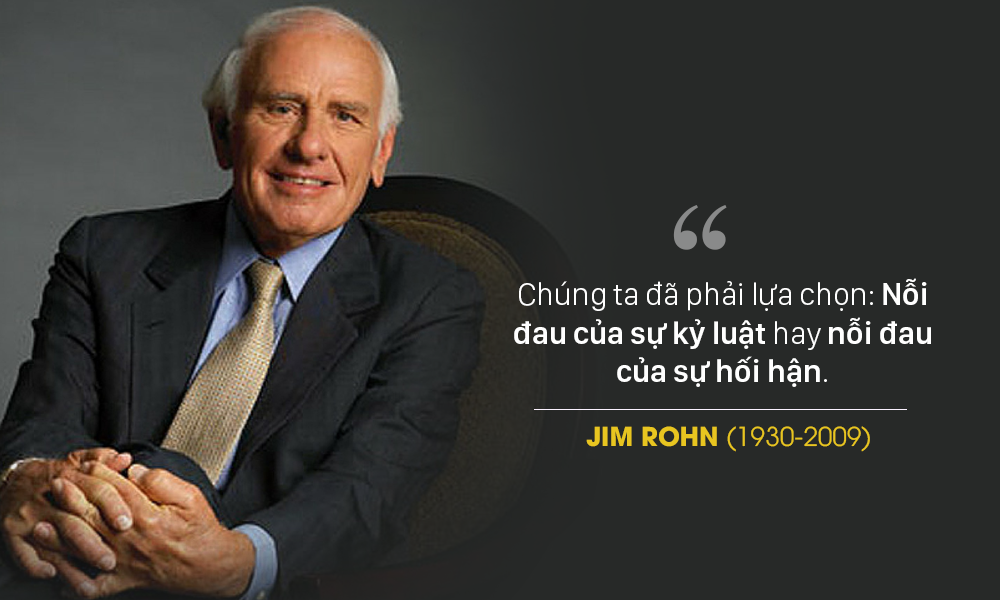 “
Chúng ta đã phải lựa chọn: Nỗi
đau của sự kỷ luật hay nỗi đau
của sự hối hận.
JIM ROHN (1930-2009)